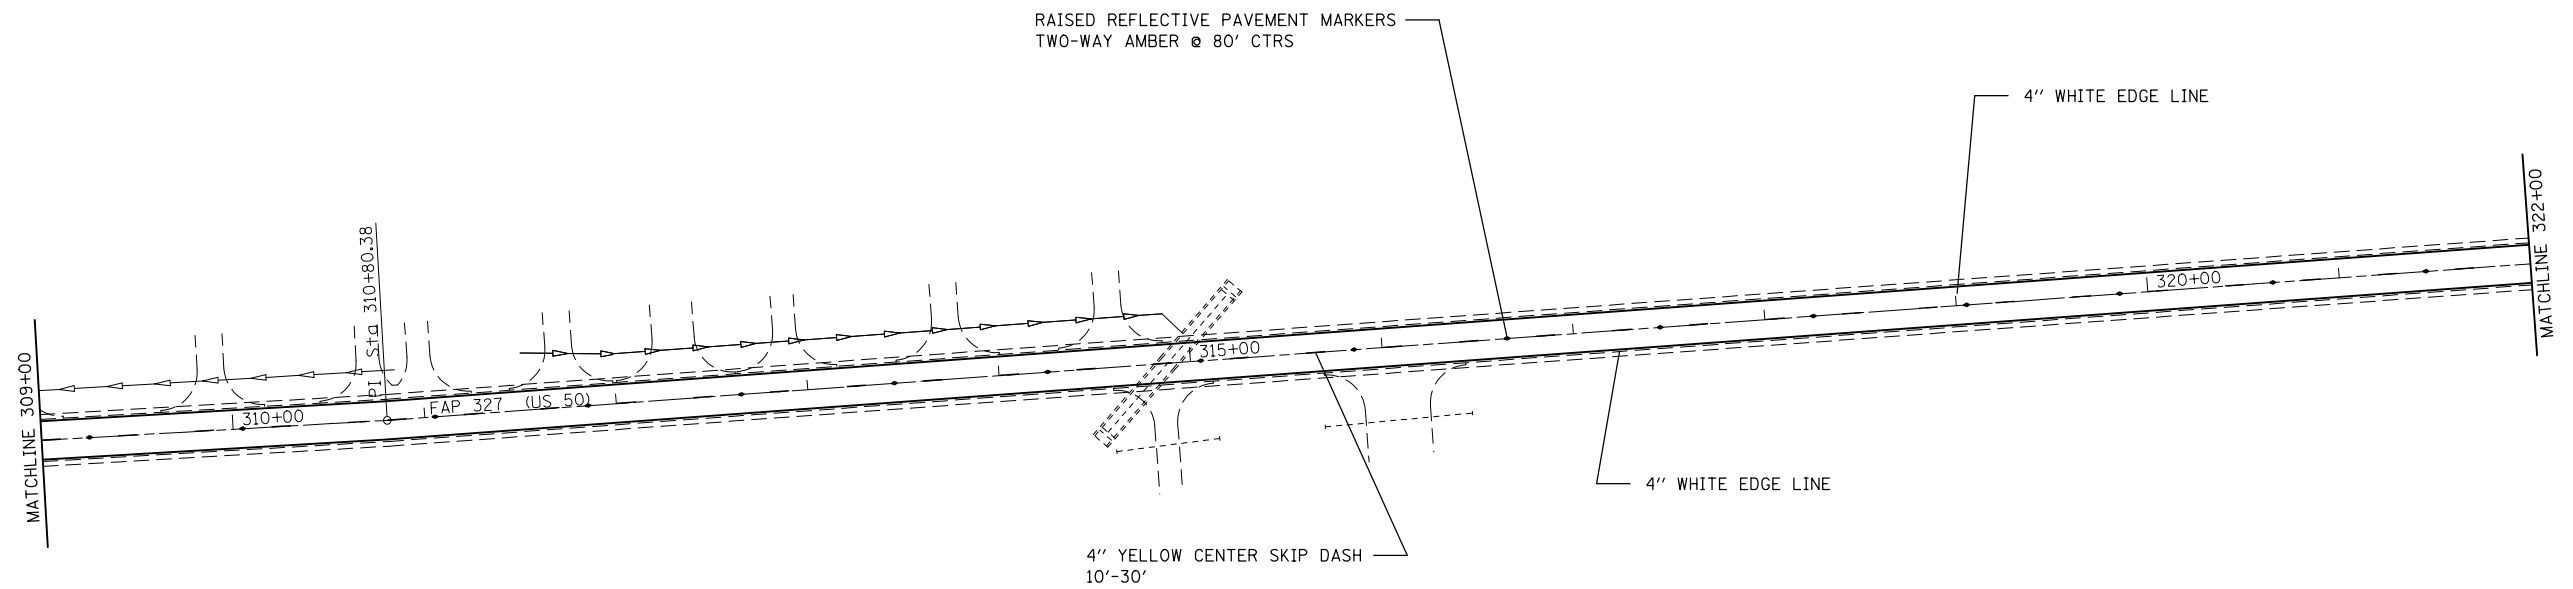 RAISED REFLECTIVE PAVEMENT MARKERS
TWO-WAY AMBER @ 80' CTRS
4" WHITE EDGE LINE
MATCHLINE 322+00
320+00
PI Sta 310+80.38
315+00
MATCHLINE 309+00
FAP 327 (US 50)
310+00
4" WHITE EDGE LINE
4" YELLOW CENTER SKIP DASH
10'-30'